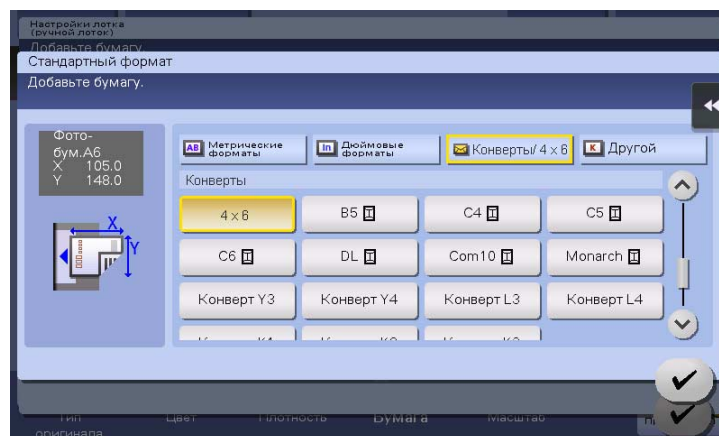 Настройки лотка
(ручной лоток)
Добавьте бумагу.
Стандартный формат
Добавьте бумагу.
Фото-
бум.А6
X 105.0
Y 148.0
X
Y
AB Метрические форматы
In Дюймовые форматы
Конверты/ 4 x 6
K Другой
Конверты
4 x 6
B5
C4
C5
C6
DL
Com10
Monarch
Конверт Y3
Конверт Y4
Конверт L3
Конверт L4
Тип оригинала
Цвет
Плотность
Бумага
Масштаб